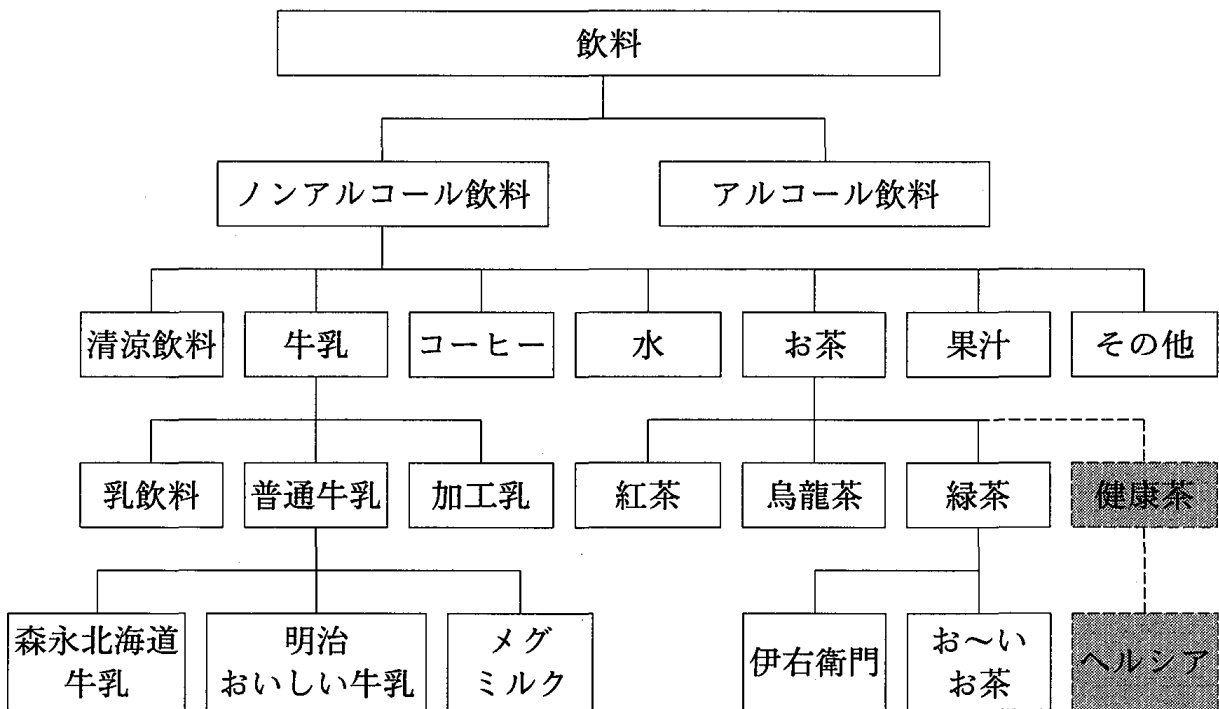 飲料
ノンアルコール飲料
アルコール飲料
清涼飲料
牛乳
コーヒー
水
お茶
果汁
その他
乳飲料
普通牛乳
加工乳
紅茶
烏龍茶
緑茶
健康茶
森永北海道
牛乳
明治
おいしい牛乳
メグ
ミルク
伊右衛門
お〜い
お茶
ヘルシア